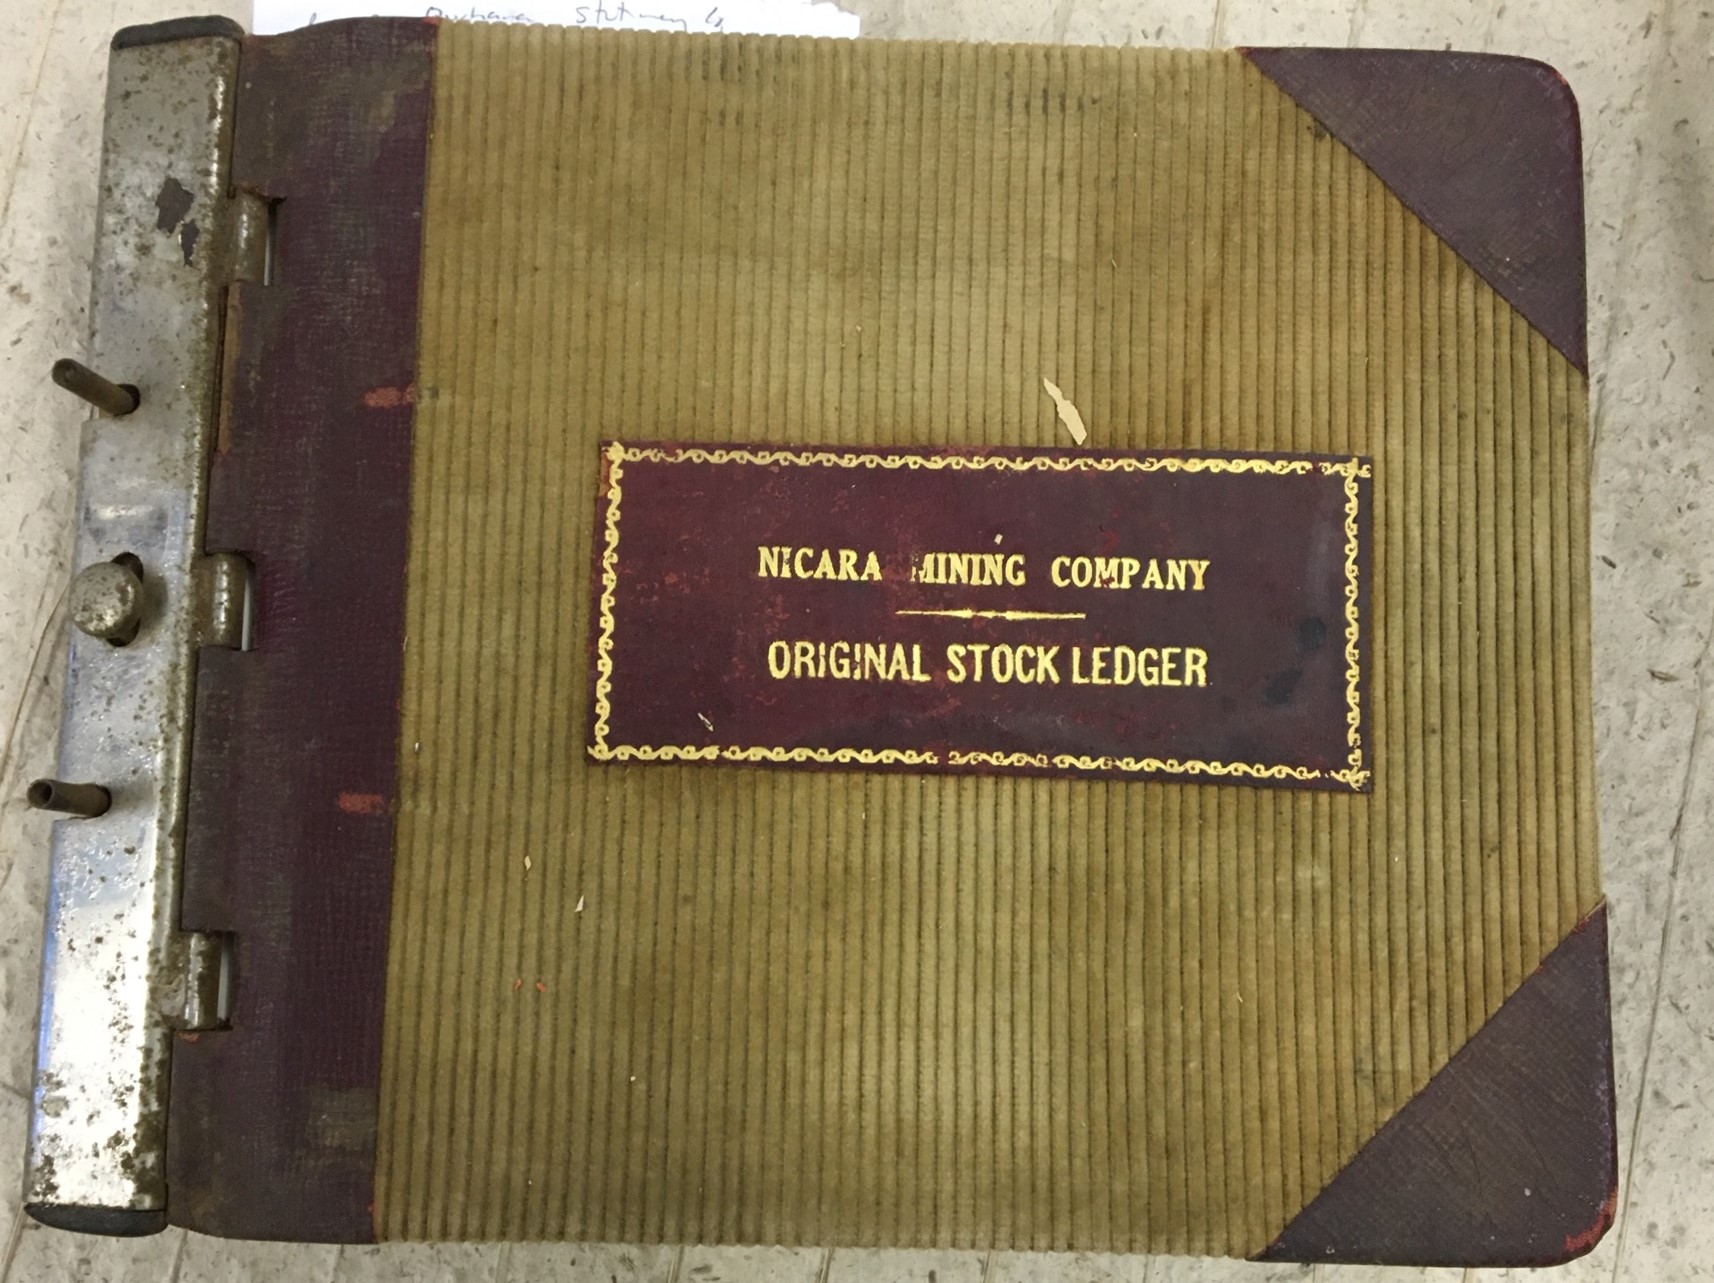 NICARA MINING COMPANY
ORIGINAL STOCK LEDGER